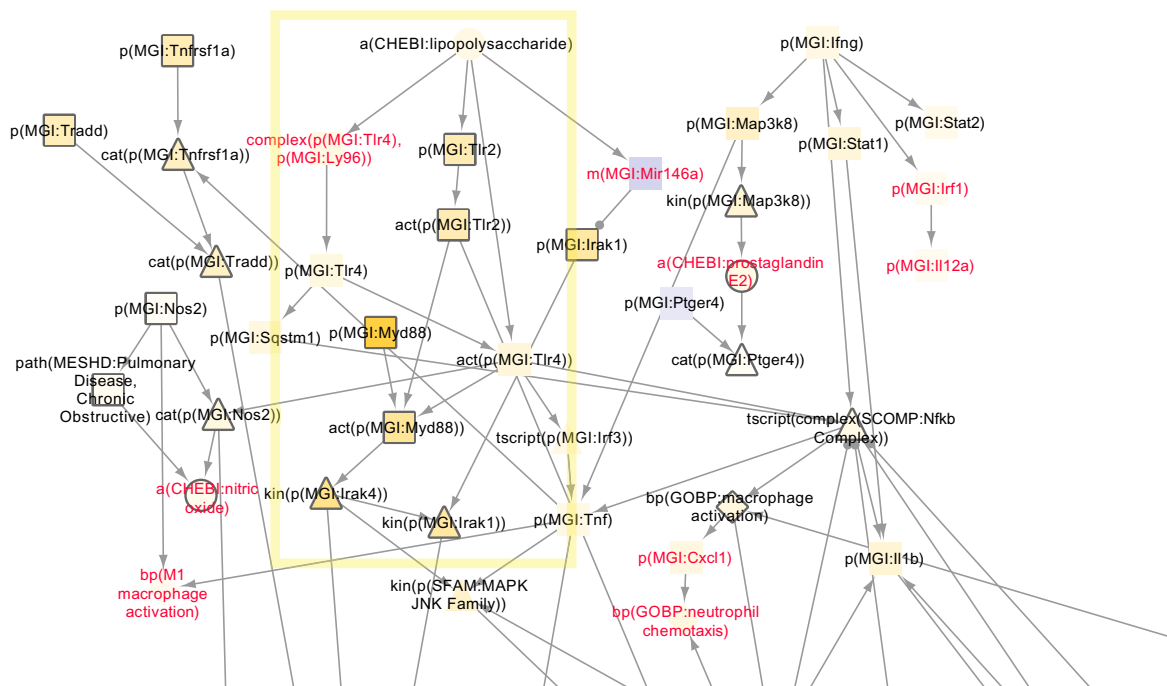 p(MGI:Tnfrsf1a)
a(CHEBI:lipopolysaccharide)
p(MGI:Ifng)
p(MGI:Tradd)
cat(p(MGI:Tnfrsf1a))
complex(p(MGI:Tlr4),
p(MGI:Ly96))
p(MGI:Tlr2)
m(MGI:Mir146a)
p(MGI:Map3k8)
p(MGI:Stat1)
p(MGI:Stat2)
p(MGI:Irf1)
act(p(MGI:Tlr2))
p(MGI:Irak1)
kin(p(MGI:Map3k8))
cat(p(MGI:Tradd))
p(MGI:Tlr4)
a(CHEBI:prostaglandin
E2)
p(MGI:Il12a)
p(MGI:Nos2)
p(MGI:Sqstm1)
p(MGI:Myd88)
p(MGI:Ptger4)
path(MESHD:Pulmonary
Disease,
Chronic
Obstructive)
act(p(MGI:Tlr4))
cat(p(MGI:Ptger4))
cat(p(MGI:Nos2))
act(p(MGI:Myd88))
tscript(p(MGI:Irf3))
tscript(complex(SCOMP:Nfkb
Complex))
a(CHEBI:nitric
oxide)
kin(p(MGI:Irak4))
kin(p(MGI:Irak1))
p(MGI:Tnf)
bp(GOBP:macrophage
activation)
p(MGI:Cxcl1)
p(MGI:Il1b)
bp(M1
macrophage
activation)
kin(p(SFAM:MAPK
JNK Family))
bp(GOBP:neutrophil
chemotaxis)